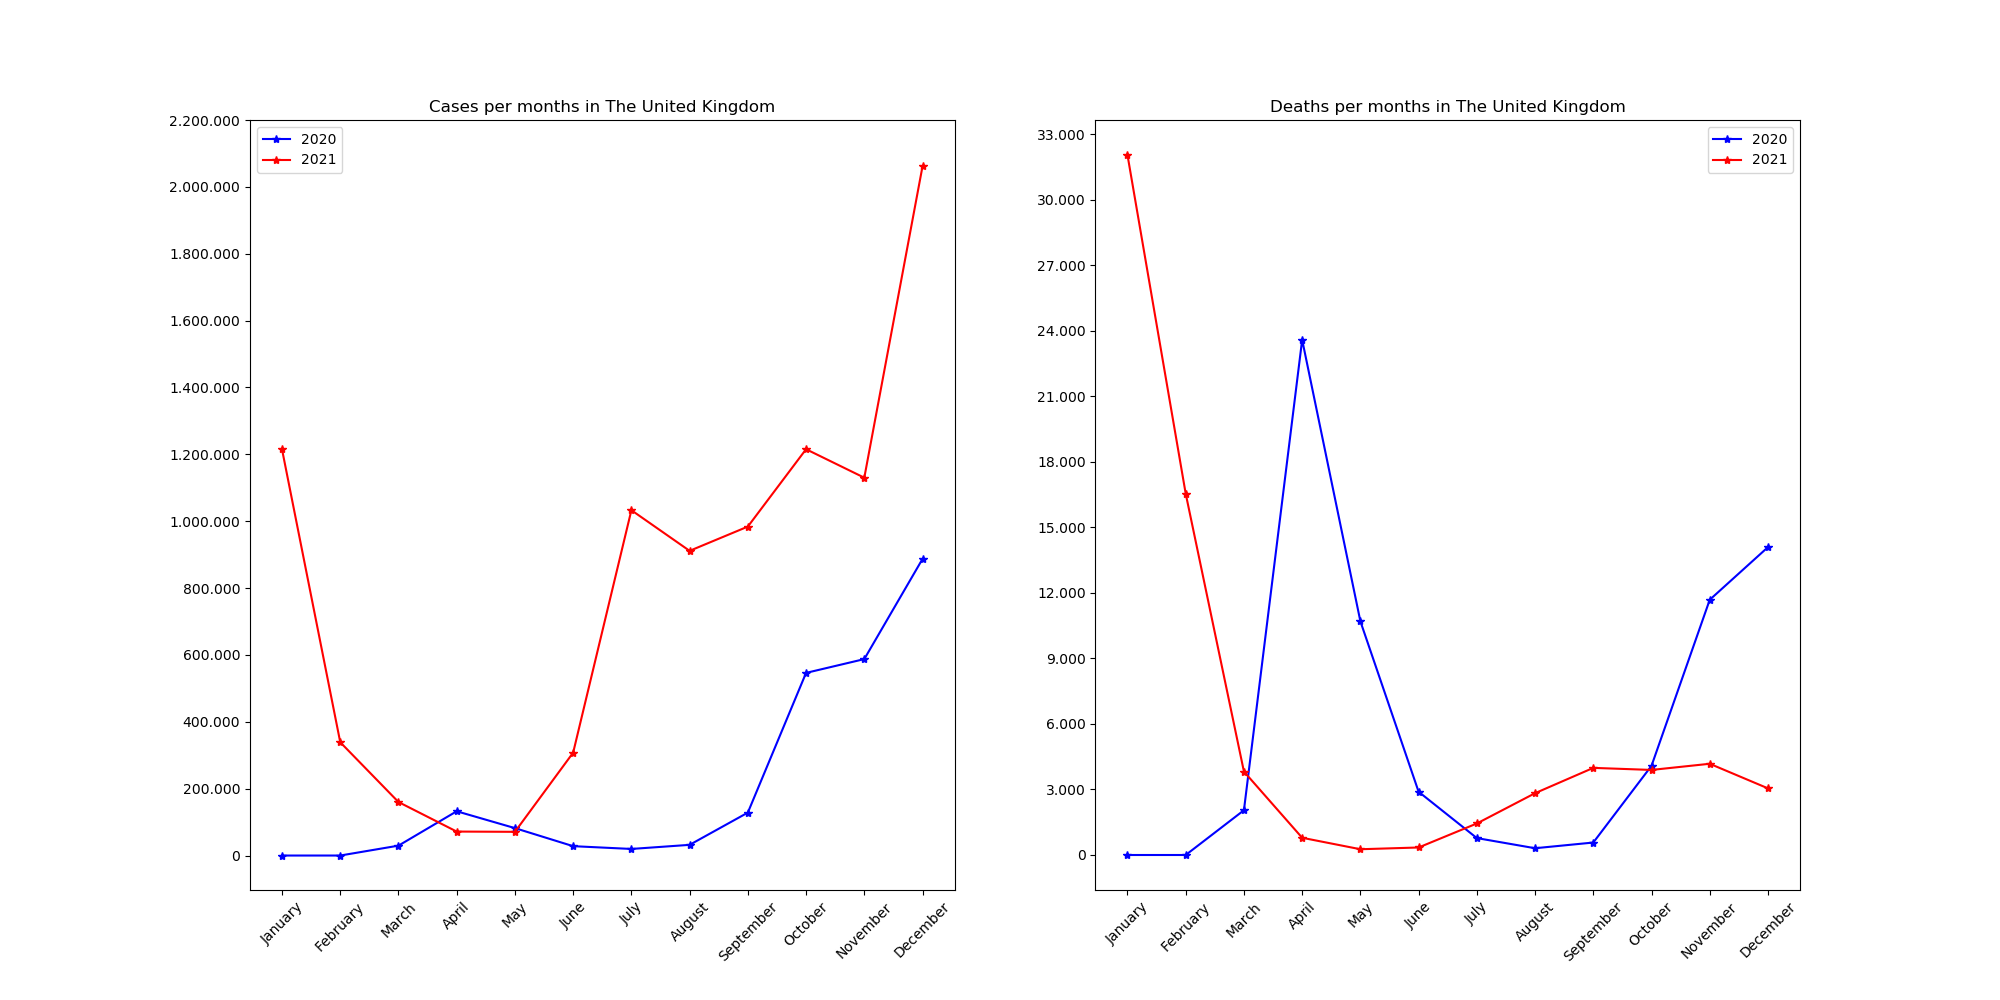 Cases per months in The United Kingdom
2.200.000
2.000.000
1.800.000
1.600.000
1.400.000
1.200.000
1.000.000
800.000
600.000
400.000
200.000
0
2020
2021
January
February
March
April
May
June
July
August
September
October
November
December
Deaths per months in The United Kingdom
33.000
30.000
27.000
24.000
21.000
18.000
15.000
12.000
9.000
6.000
3.000
0
2020
2021
January
February
March
April
May
June
July
August
September
October
November
December